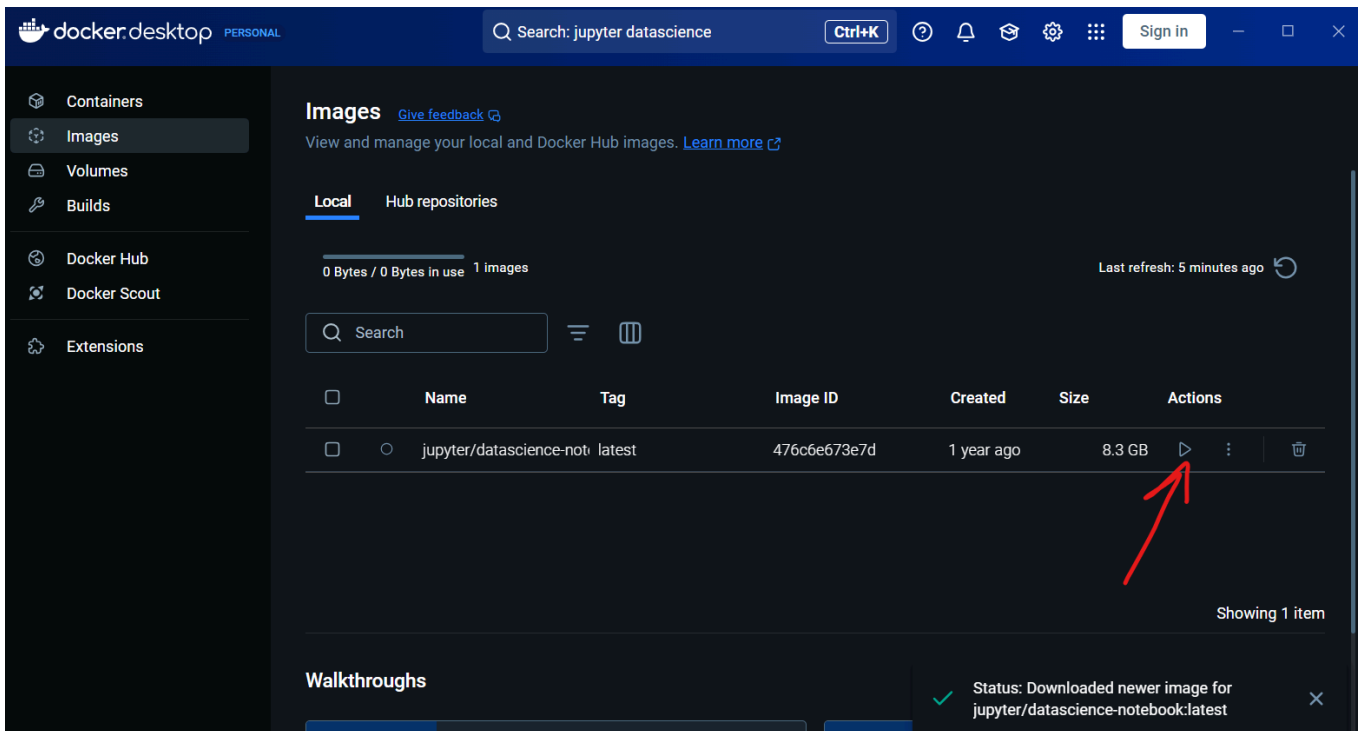 docker.desktop PERSONAL
Search: jupyter datascience
Ctrl+K
Sign in
Containers
Images
Volumes
Builds
Docker Hub
Docker Scout
Extensions
Images Give feedback
View and manage your local and Docker Hub images. Learn more
Local Hub repositories
0 Bytes / 0 Bytes in use 1 images
Last refresh: 5 minutes ago
Search
Name Tag Image ID Created Size Actions
jupyter/datascience-not latest 476c6e673e7d 1 year ago 8.3 GB
Showing 1 item
Walkthroughs
Status: Downloaded newer image for
jupyter/datascience-notebook:latest